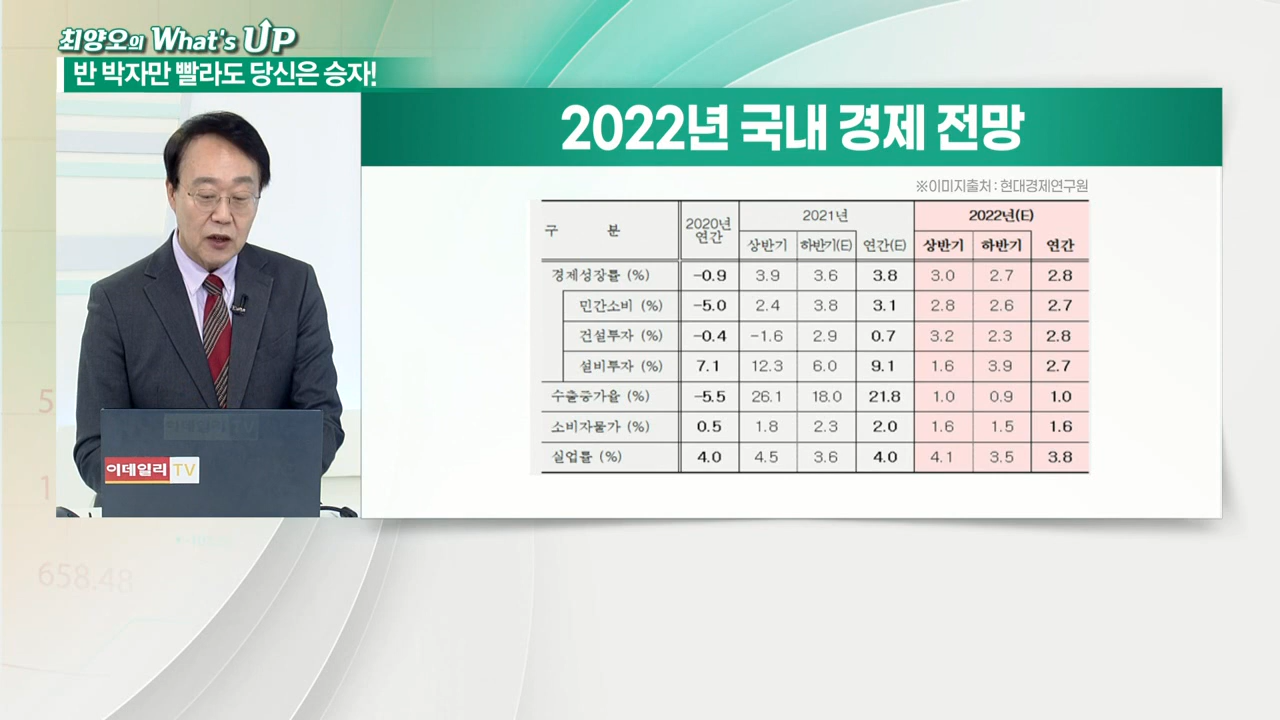 최양오의 What's UP
반 박자만 빨라도 당신은 승자!
2022년 국내 경제 전망
※이미지출처 : 현대경제연구원
구 분 2020년 연간 2021년 2022년(E)
상반기 하반기(E) 연간(E) 상반기 하반기 연간
경제성장률 (%) -0.9 3.9 3.6 3.8 3.0 2.7 2.8
민간소비 (%) -5.0 2.4 3.8 3.1 2.8 2.6 2.7
건설투자 (%) -0.4 -1.6 2.9 0.7 3.2 2.3 2.8
설비투자 (%) 7.1 12.3 6.0 9.1 1.6 3.9 2.7
수출증가율 (%) -5.5 26.1 18.0 21.8 1.0 0.9 1.0
소비자물가 (%) 0.5 1.8 2.3 2.0 1.6 1.5 1.6
실업률 (%) 4.0 4.5 3.6 4.0 4.1 3.5 3.8
이데일리 TV
이데일리 TV
658.48